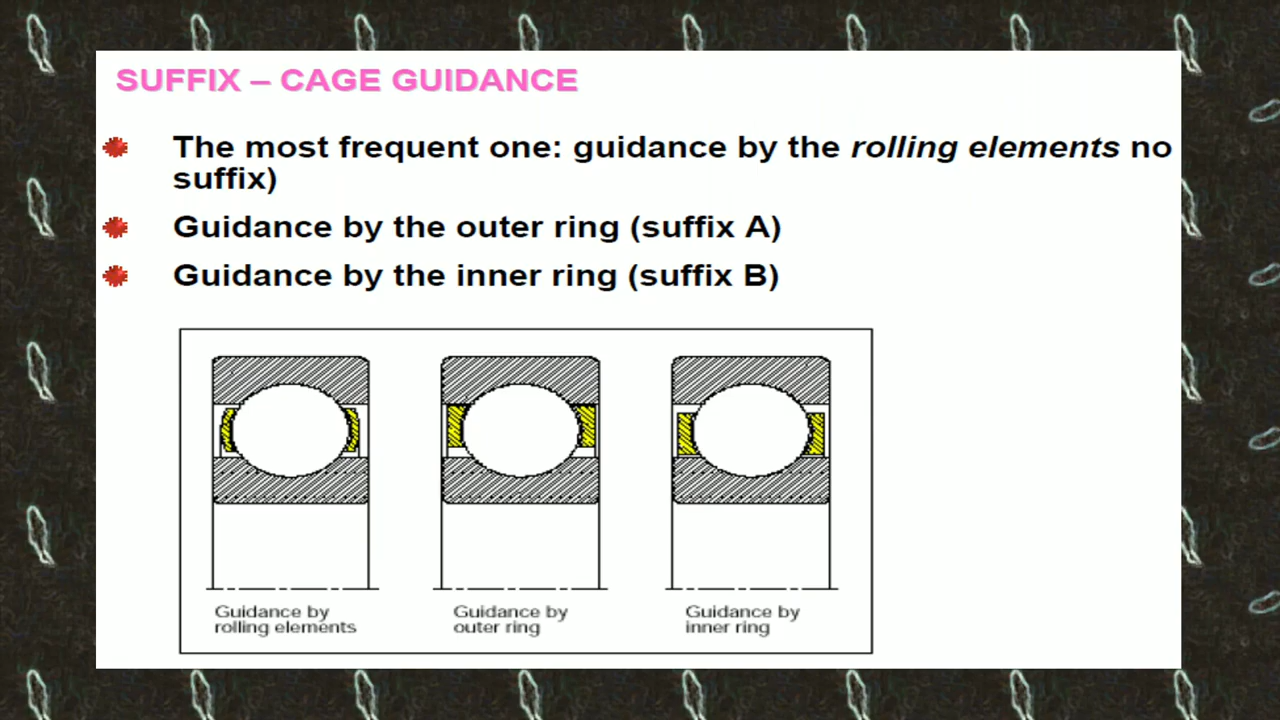 SUFFIX – CAGE GUIDANCE
The most frequent one: guidance by the rolling elements no
suffix)
Guidance by the outer ring (suffix A)
Guidance by the inner ring (suffix B)
Guidance by
rolling elements
Guidance by
outer ring
Guidance by
inner ring